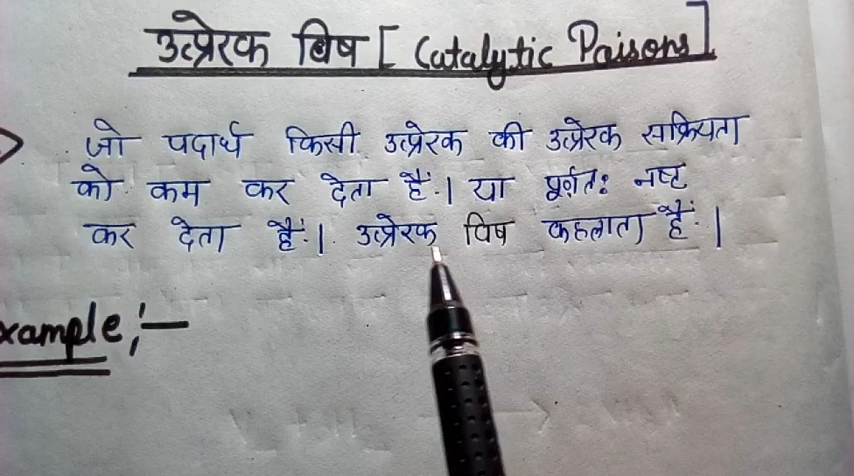 उत्प्रेरक विष [ Catalytic Paisons ]
जो पदार्थ किसी उत्प्रेरक की उत्प्रेरक सक्रियता
को कम कर देता हैं। या पूर्णत: नष्ट
कर देता हैं। उत्प्रेरक विष कहलाता हैं।
xample;—